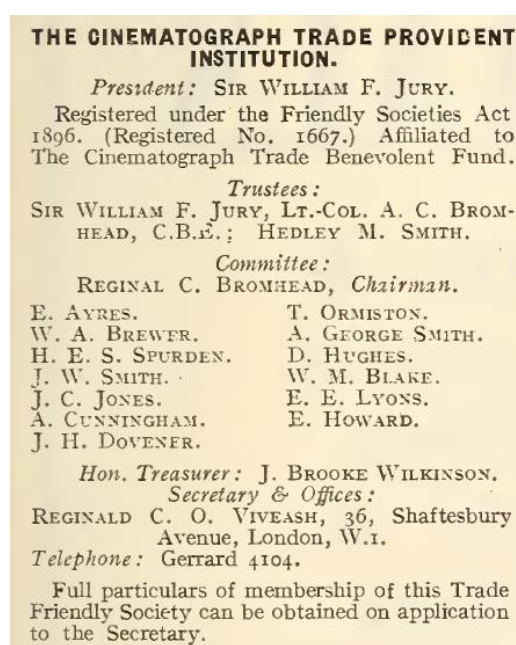 THE CINEMATOGRAPH TRADE PROVIDENT
INSTITUTION.
President: SIR WILLIAM F. JURY.
Registered under the Friendly Societies Act
1896. (Registered No. 1667.) Affiliated to
The Cinematograph Trade Benevolent Fund.
Trustees:
SIR WILLIAM F. JURY, LT.-COL. A. C. BROM-
HEAD, C.B.E.; HEDLEY M. SMITH.
Committee:
REGINAL C. BROMHEAD, Chairman.
E. AYRES.
W. A. BREWER.
H. E. S. SPURDEN.
J. W. SMITH.
J. C. JONES.
A. CUNNINGHAM.
J. H. DOVENER.
T. ORMISTON.
A. GEORGE SMITH.
D. HUGHES.
W. M. BLAKE.
E. E. LYONS.
E. HOWARD.
Hon. Treasurer: J. BROOKE WILKINSON.
Secretary & Offices:
REGINALD C. O. VIVEASH, 36, Shaftesbury
Avenue, London, W.1.
Telephone: Gerrard 4104.
Full particulars of membership of this Trade
Friendly Society can be obtained on application
to the Secretary.